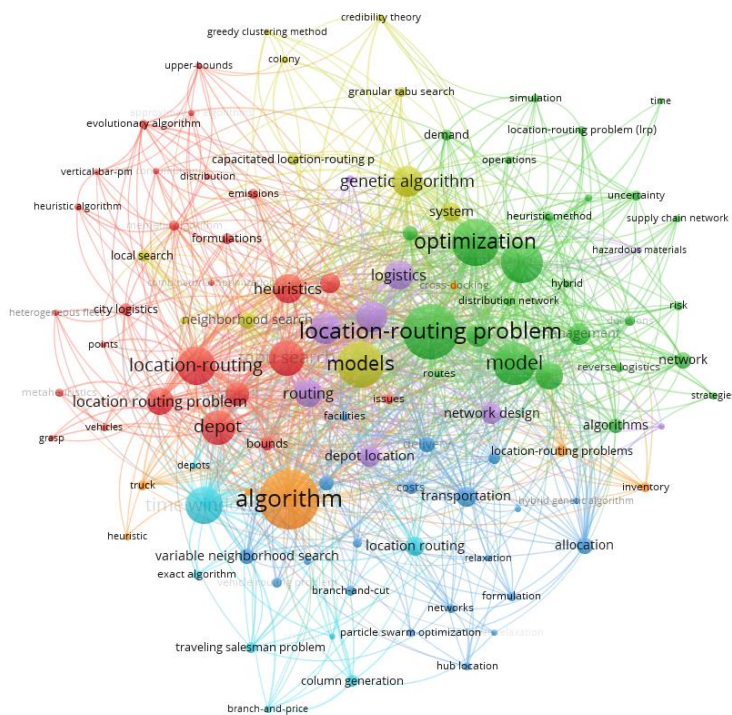 credibility theory
greedy clustering method
colony
upper-bounds
granular tabu search
simulation
time
evolutionary algorithm
demand
location-routing problem (lrp)
capacitated location-routing p
operations
vertical-bar-pm
distribution
genetic algorithm
emissions
uncertainty
heuristic algorithm
system
heuristic method
supply chain network
formulations
optimization
hazardous materials
local search
logistics
cross-docking
hybrid
heuristics
distribution network
risk
city logistics
heterogeneous fleet
neighborhood search
location-routing problem
points
location-routing
models
model
network
routes
reverse logistics
metaheuristics
routing
strategies
location routing problem
issues
network design
vehicles
depot
facilities
algorithms
grasp
bounds
delivery
depot location
location-routing problems
depots
truck
algorithm
costs
transportation
inventory
hybrid genetic algorithm
heuristic
variable neighborhood search
location routing
allocation
exact algorithm
relaxation
vehicle routing problem
branch-and-cut
formulation
networks
particle swarm optimization
traveling salesman problem
hub location
column generation
branch-and-price